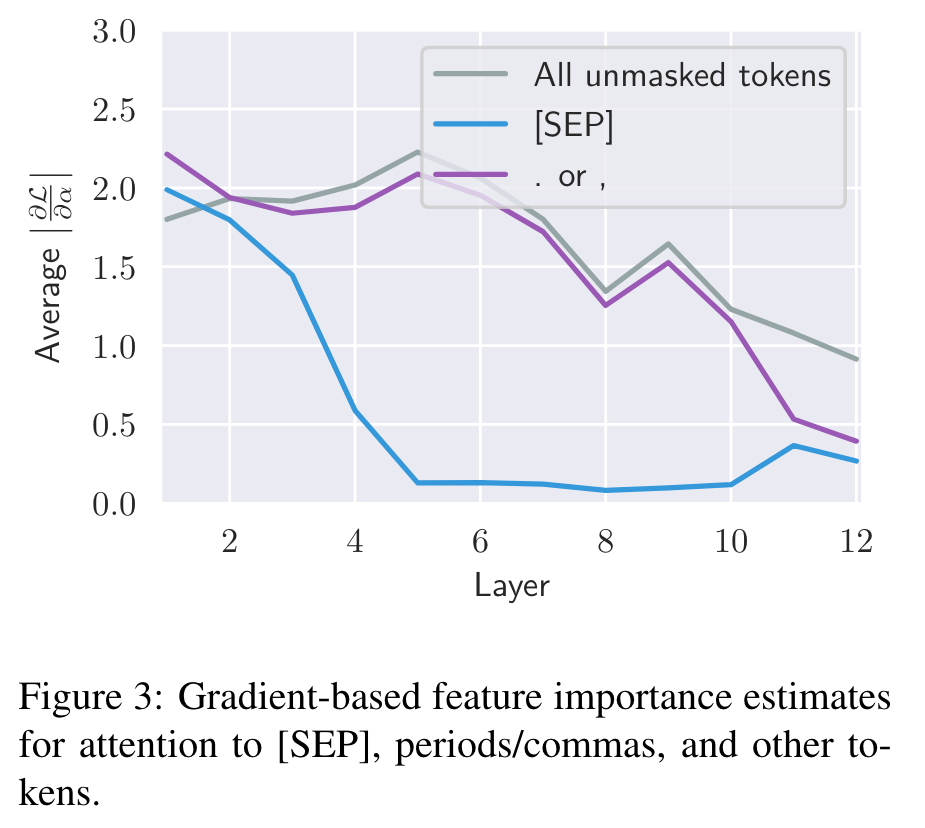 3.0
2.5
2.0
1.5
1.0
0.5
0.0
Average |∂ℒ/∂α|
All unmasked tokens
[SEP]
. or ,
2 4 6 8 10 12
Layer
Figure 3: Gradient-based feature importance estimates
for attention to [SEP], periods/commas, and other to-
kens.